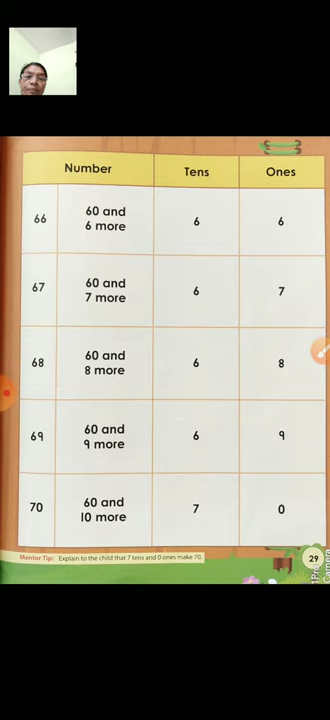 Number Tens Ones
66 60 and 6 6
6 more
67 60 and 6 7
7 more
68 60 and 6 8
8 more
69 60 and 6 9
9 more
70 60 and 7 0
10 more
Mentor Tip: Explain to the child that 7 tens and 0 ones make 70.
29
Camera